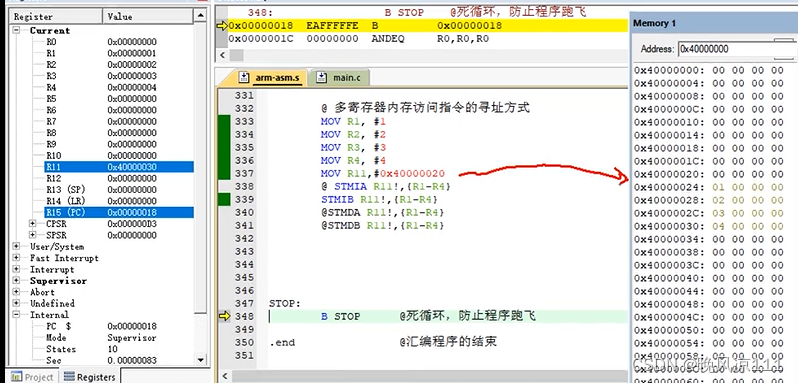 Register
Value
Current
R0 0x00000000
R1 0x00000001
R2 0x00000002
R3 0x00000003
R4 0x00000004
R5 0x00000000
R6 0x00000000
R7 0x00000000
R8 0x00000000
R9 0x00000000
R10 0x00000000
R11 0x40000030
R12 0x00000000
R13 (SP) 0x00000000
R14 (LR) 0x00000000
R15 (PC) 0x00000018
CPSR 0x000000D3
SPSR 0x00000000
User/System
Fast Interrupt
Interrupt
Supervisor
Abort
Undefined
Internal
PC $ 0x00000018
Mode Supervisor
States 10
Sec 0.00000083
Project
Registers
348: B STOP @死循环，防止程序跑飞
0x00000018 EAFFFFFE B 0x00000018
0x0000001C 00000000 ANDEQ R0,R0,R0
arm-asm.s
main.c
331
332 @ 多寄存器内存访问指令的寻址方式
333 MOV R1, #1
334 MOV R2, #2
335 MOV R3, #3
336 MOV R4, #4
337 MOV R11,#0x40000020
338 @ STMIA R11!,{R1-R4}
339 STMIB R11!,{R1-R4}
340 @STMDA R11!,{R1-R4}
341 @STMDB R11!,{R1-R4}
342
343
344
345
346
347 STOP:
348 B STOP @死循环，防止程序跑飞
349
350 .end @汇编程序的结束
351
Memory 1
Address: 0x40000000
0x40000000: 00 00 00 00
0x40000004: 00 00 00 00
0x40000008: 00 00 00 00
0x4000000C: 00 00 00 00
0x40000010: 00 00 00 00
0x40000014: 00 00 00 00
0x40000018: 00 00 00 00
0x4000001C: 00 00 00 00
0x40000020: 00 00 00 00
0x40000024: 01 00 00 00
0x40000028: 02 00 00 00
0x4000002C: 03 00 00 00
0x40000030: 04 00 00 00
0x40000034: 00 00 00 00
0x40000038: 00 00 00 00
0x4000003C: 00 00 00 00
0x40000040: 00 00 00 00
0x40000044: 00 00 00 00
0x40000048: 00 00 00 00
0x4000004C: 00 00 00 00
0x40000050: 00 00 00 00
0x40000054: 00 00 00 00
0x40000058: 00 00 00 00
CSDN @晚风凉111